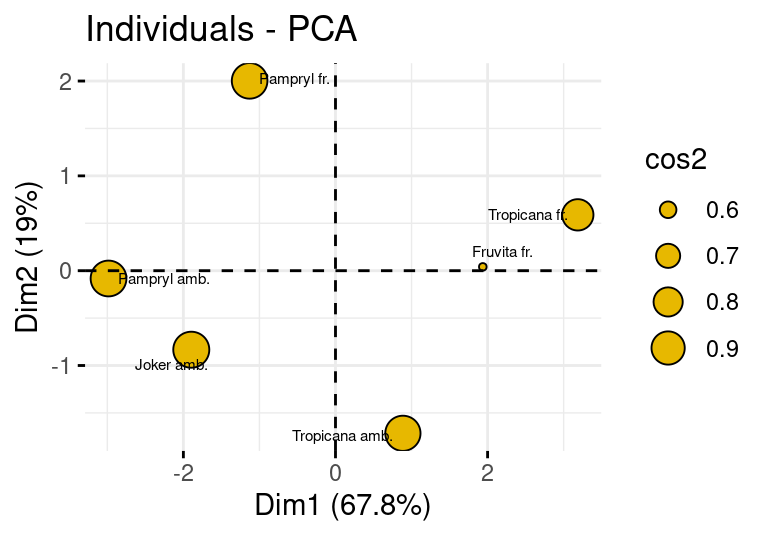 Individuals - PCA
2
1
0
-1
Dim2 (19%)
Pampryl fr.
Tropicana fr.
Fruvita fr.
Pampryl amb.
Joker amb.
Tropicana amb.
-2
0
2
Dim1 (67.8%)
cos2
0.6
0.7
0.8
0.9